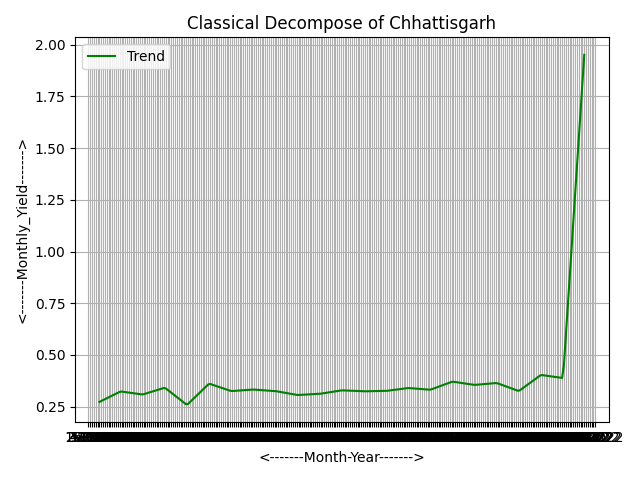 Classical Decompose of Chhattisgarh
2.00
Trend
1.75
1.50
1.25
1.00
0.75
0.50
0.25
<------Monthly_Yield------>
<-------Month-Year------->